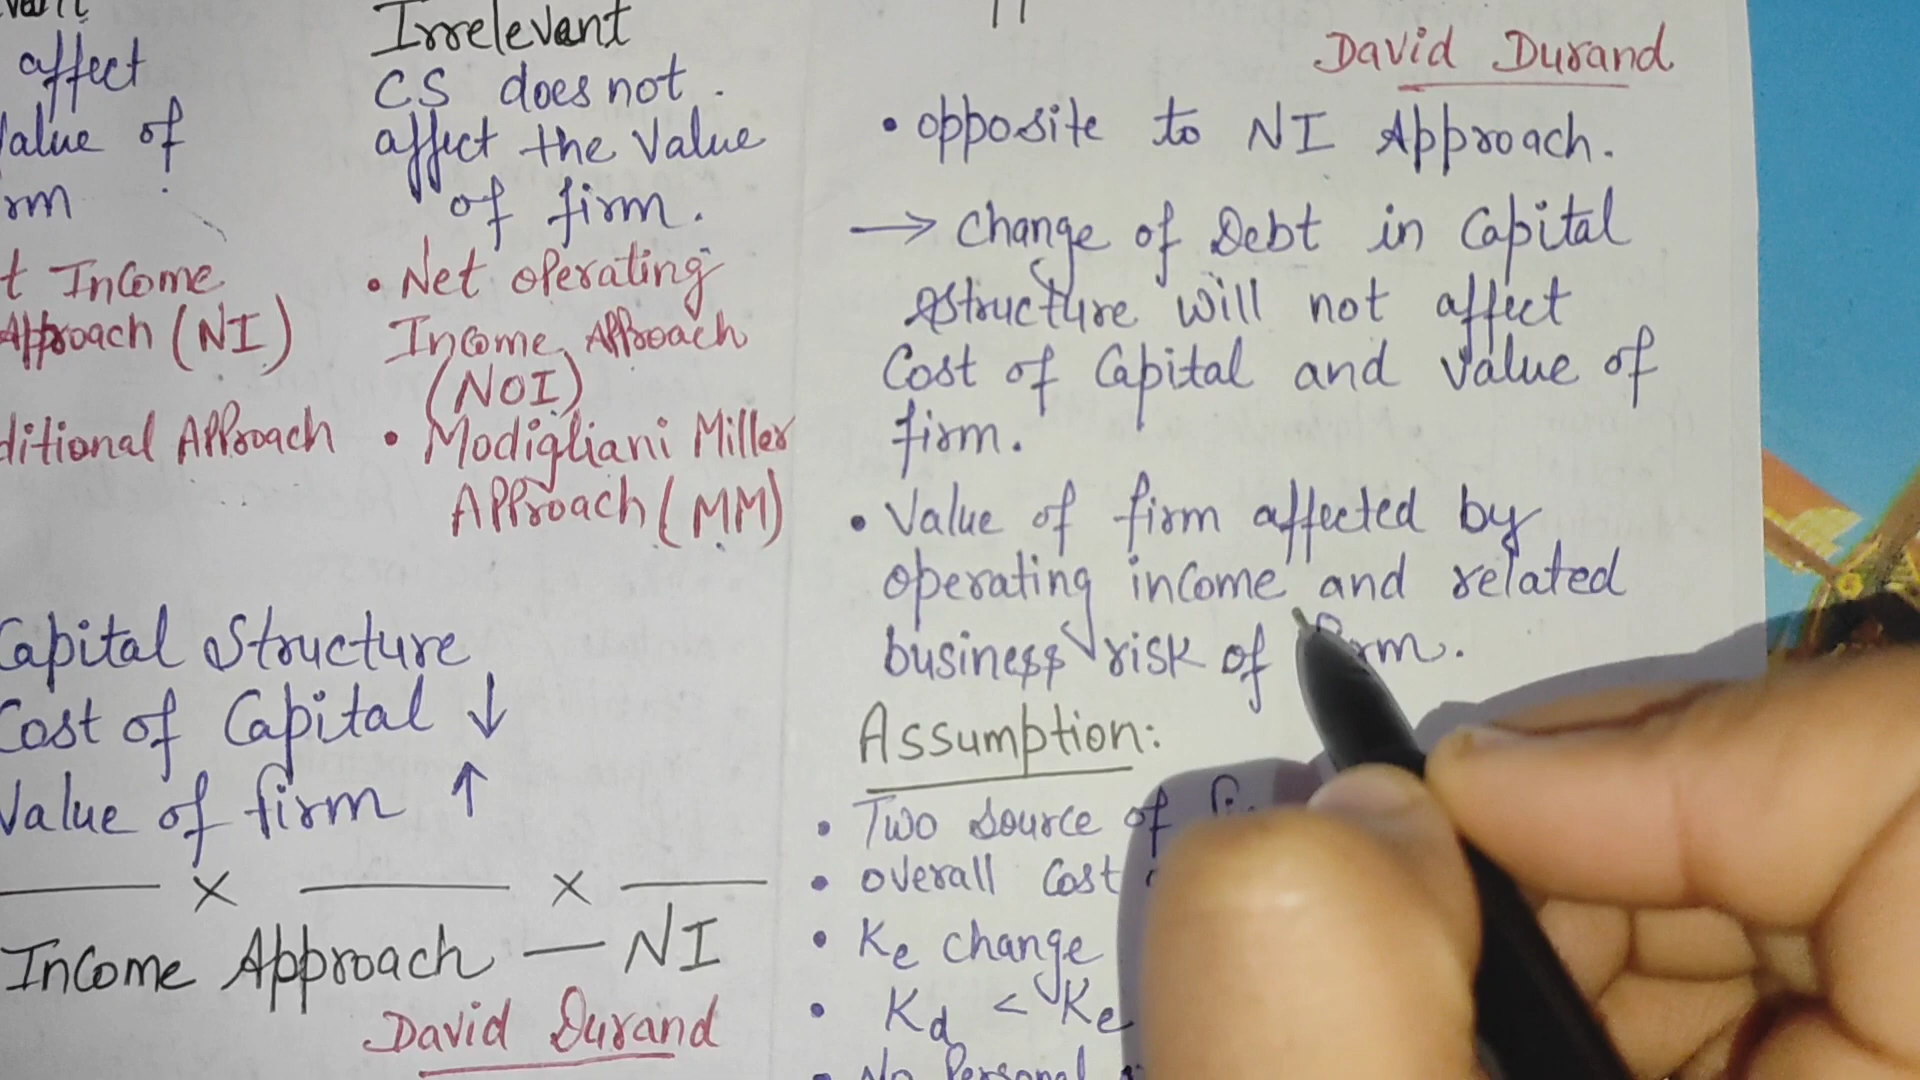 Irrelevant
affect
CS does not
value of
affect the value
rm
of firm.
t Income
Approach (NI)
• Net operating
Income Approach
(NOI)
ditional Approach
• Modigliani Miller
Approach (MM)
Capital Structure
Cost of Capital ↓
Value of firm ↑
x x
Income Approach — NI
David Durand
David Durand
• opposite to NI Approach.
→ Change of Debt in Capital
structure will not affect
Cost of Capital and value of
firm.
• Value of firm affected by
operating income and related
business risk of
Assumption:
• Two source of
• overall Cost
• Ke change
• Kd < Ke
• No Personal